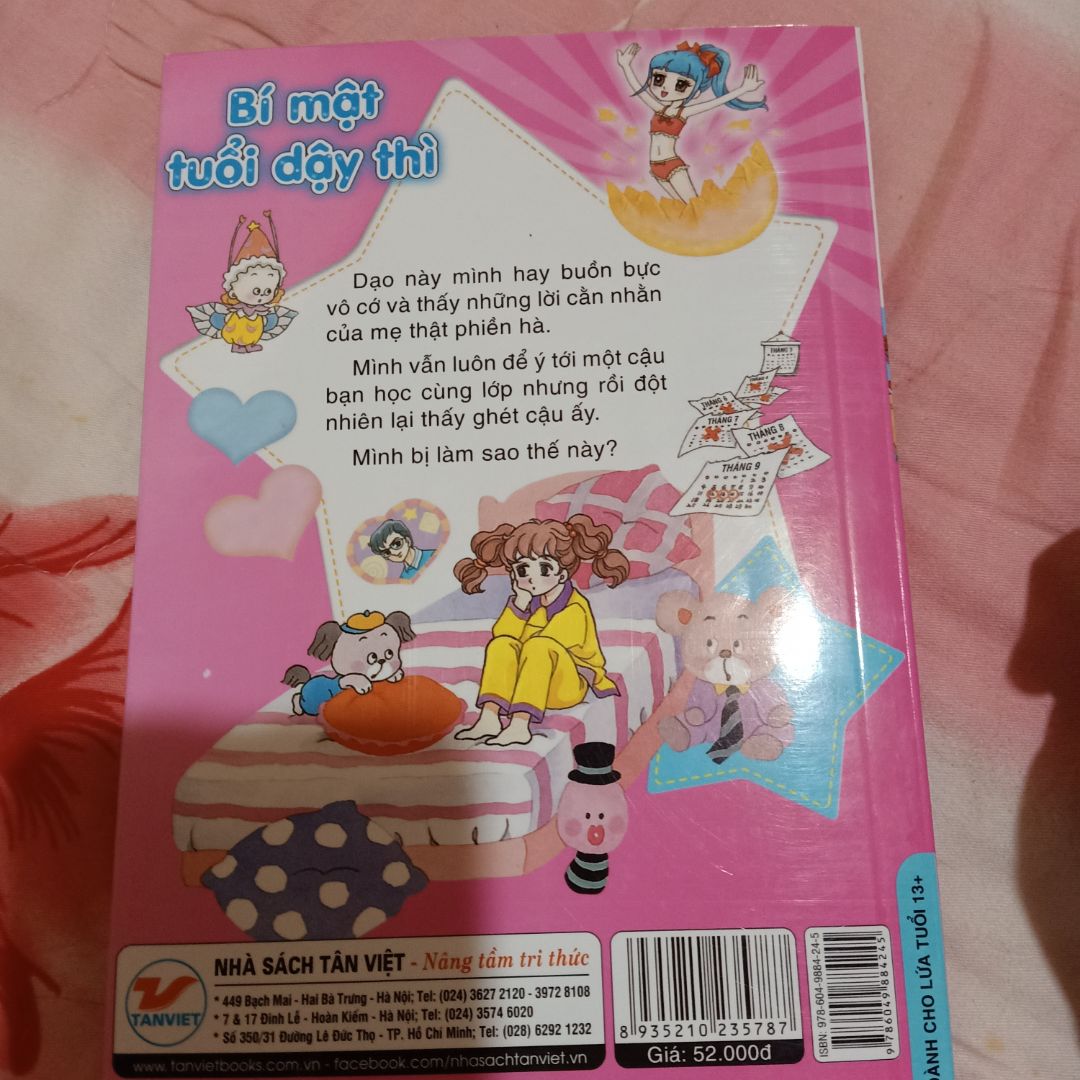 Bí mật
tuổi dậy thì
Dạo này mình hay buồn bực
vô cớ và thấy những lời cằn nhằn
của mẹ thật phiền hà.
Mình vẫn luôn để ý tới một cậu
bạn học cùng lớp nhưng rồi đột
nhiên lại thấy ghét cậu ấy.
Mình bị làm sao thế này?
THÁNG 6
THÁNG 7
THÁNG 8
THÁNG 9
DÀNH CHO LỨA TUỔI 13+
TANVIET
NHÀ SÁCH TÂN VIỆT - Nâng tầm tri thức
* 449 Bạch Mai - Hai Bà Trưng - Hà Nội; Tel: (024) 3627 2120 - 3972 8108
* 7 & 17 Đinh Lễ - Hoàn Kiếm - Hà Nội; Tel: (024) 3574 6020
* Số 350/31 Đường Lê Đức Thọ - TP. Hồ Chí Minh; Tel: (028) 6292 1232
www.tanvietbooks.com.vn - facebook.com/nhasachtanviet.vn
8 935210 235787
Giá: 52.000đ
ISBN: 978-604-9884-24-5
9 786049 884245